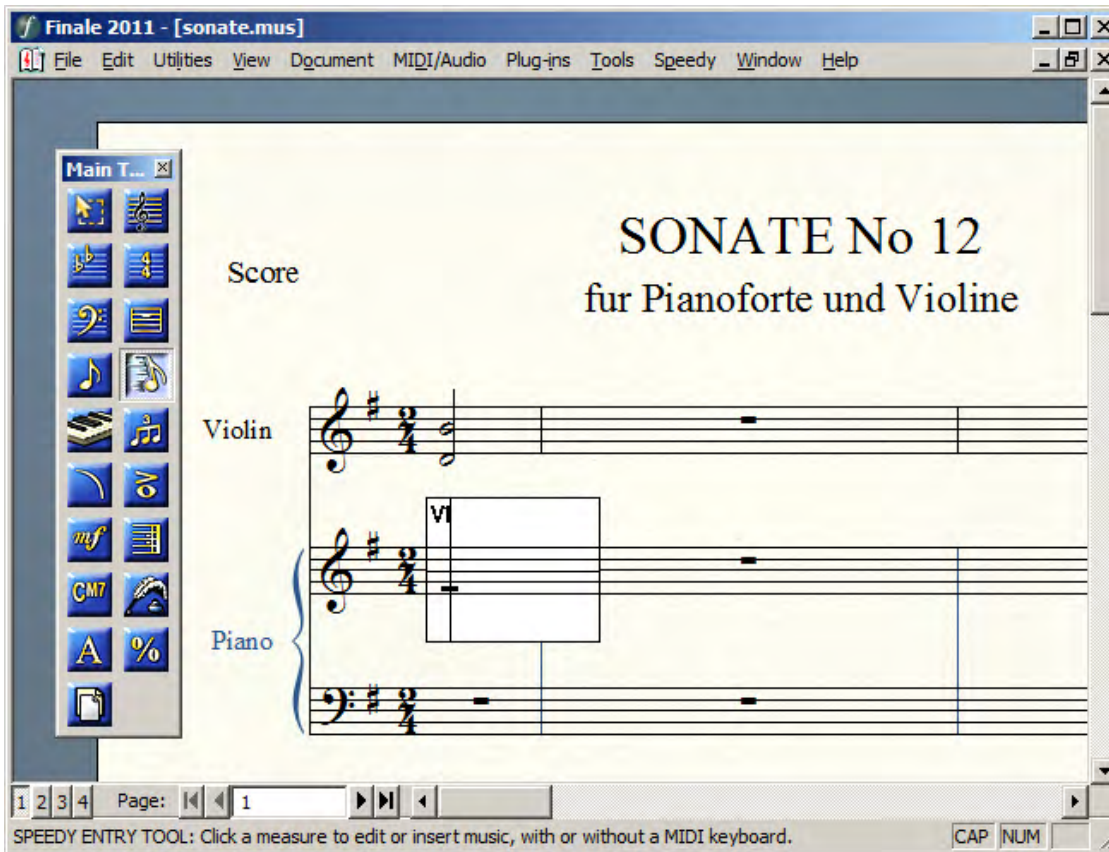 Finale 2011 - [sonate.mus]
File Edit Utilities View Document MIDI/Audio Plug-ins Tools Speedy Window Help
Main T...
SONATE No 12
Score
fur Pianoforte und Violine
Violin
V1
Piano
mf
CM7
A %
1 2 3 4 Page: 1
SPEEDY ENTRY TOOL: Click a measure to edit or insert music, with or without a MIDI keyboard. CAP NUM